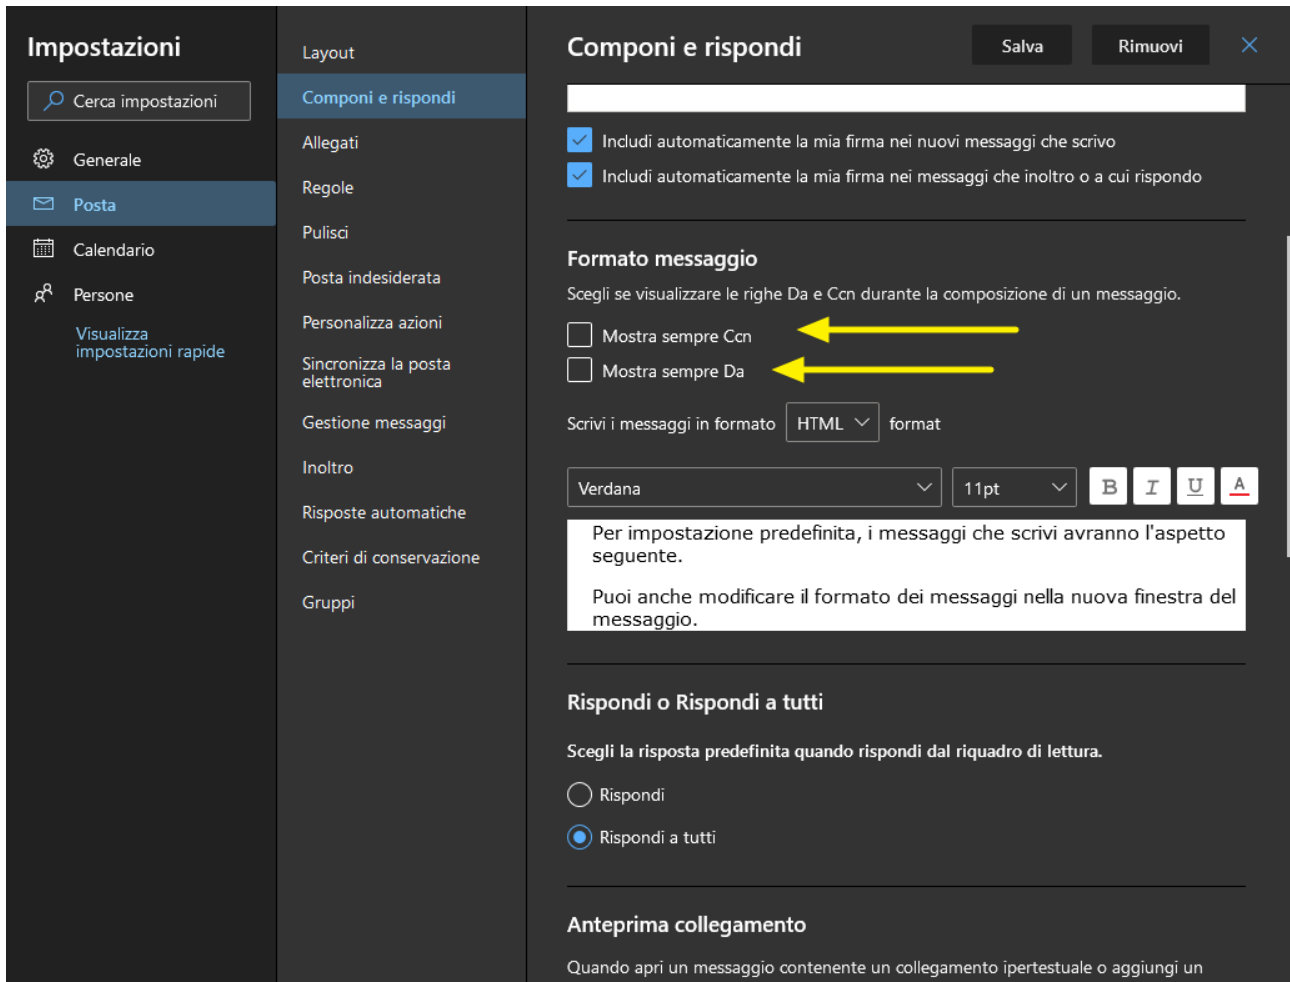 Impostazioni
Cerca impostazioni
Generale
Posta
Calendario
Persone
Visualizza
impostazioni rapide
Layout
Componi e rispondi
Allegati
Regole
Pulisci
Posta indesiderata
Personalizza azioni
Sincronizza la posta
elettronica
Gestione messaggi
Inoltro
Risposte automatiche
Criteri di conservazione
Gruppi
Componi e rispondi
Salva
Rimuovi
Includi automaticamente la mia firma nei nuovi messaggi che scrivo
Includi automaticamente la mia firma nei messaggi che inoltro o a cui rispondo
Formato messaggio
Scegli se visualizzare le righe Da e Ccn durante la composizione di un messaggio.
Mostra sempre Ccn
Mostra sempre Da
Scrivi i messaggi in formato HTML format
Verdana 11pt B I U A
Per impostazione predefinita, i messaggi che scrivi avranno l'aspetto
seguente.
Puoi anche modificare il formato dei messaggi nella nuova finestra del
messaggio.
Rispondi o Rispondi a tutti
Scegli la risposta predefinita quando rispondi dal riquadro di lettura.
Rispondi
Rispondi a tutti
Anteprima collegamento
Quando apri un messaggio contenente un collegamento ipertestuale o aggiungi un